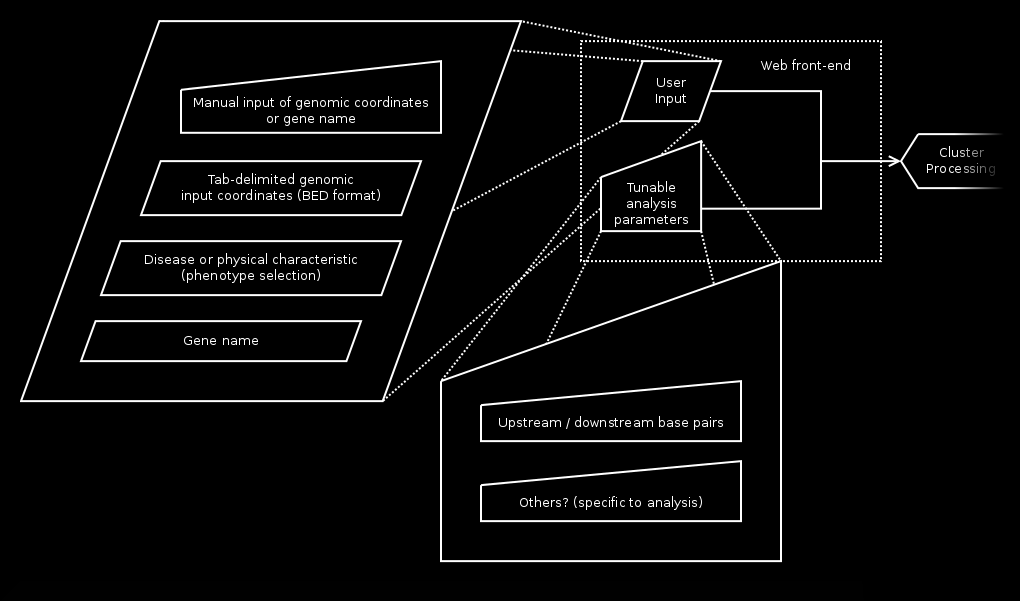 Web front-end
User
Input
Manual input of genomic coordinates
or gene name
Tab-delimited genomic
input coordinates (BED format)
Disease or physical characteristic
(phenotype selection)
Gene name
Tunable
analysis
parameters
Cluster
Processing
Upstream / downstream base pairs
Others? (specific to analysis)